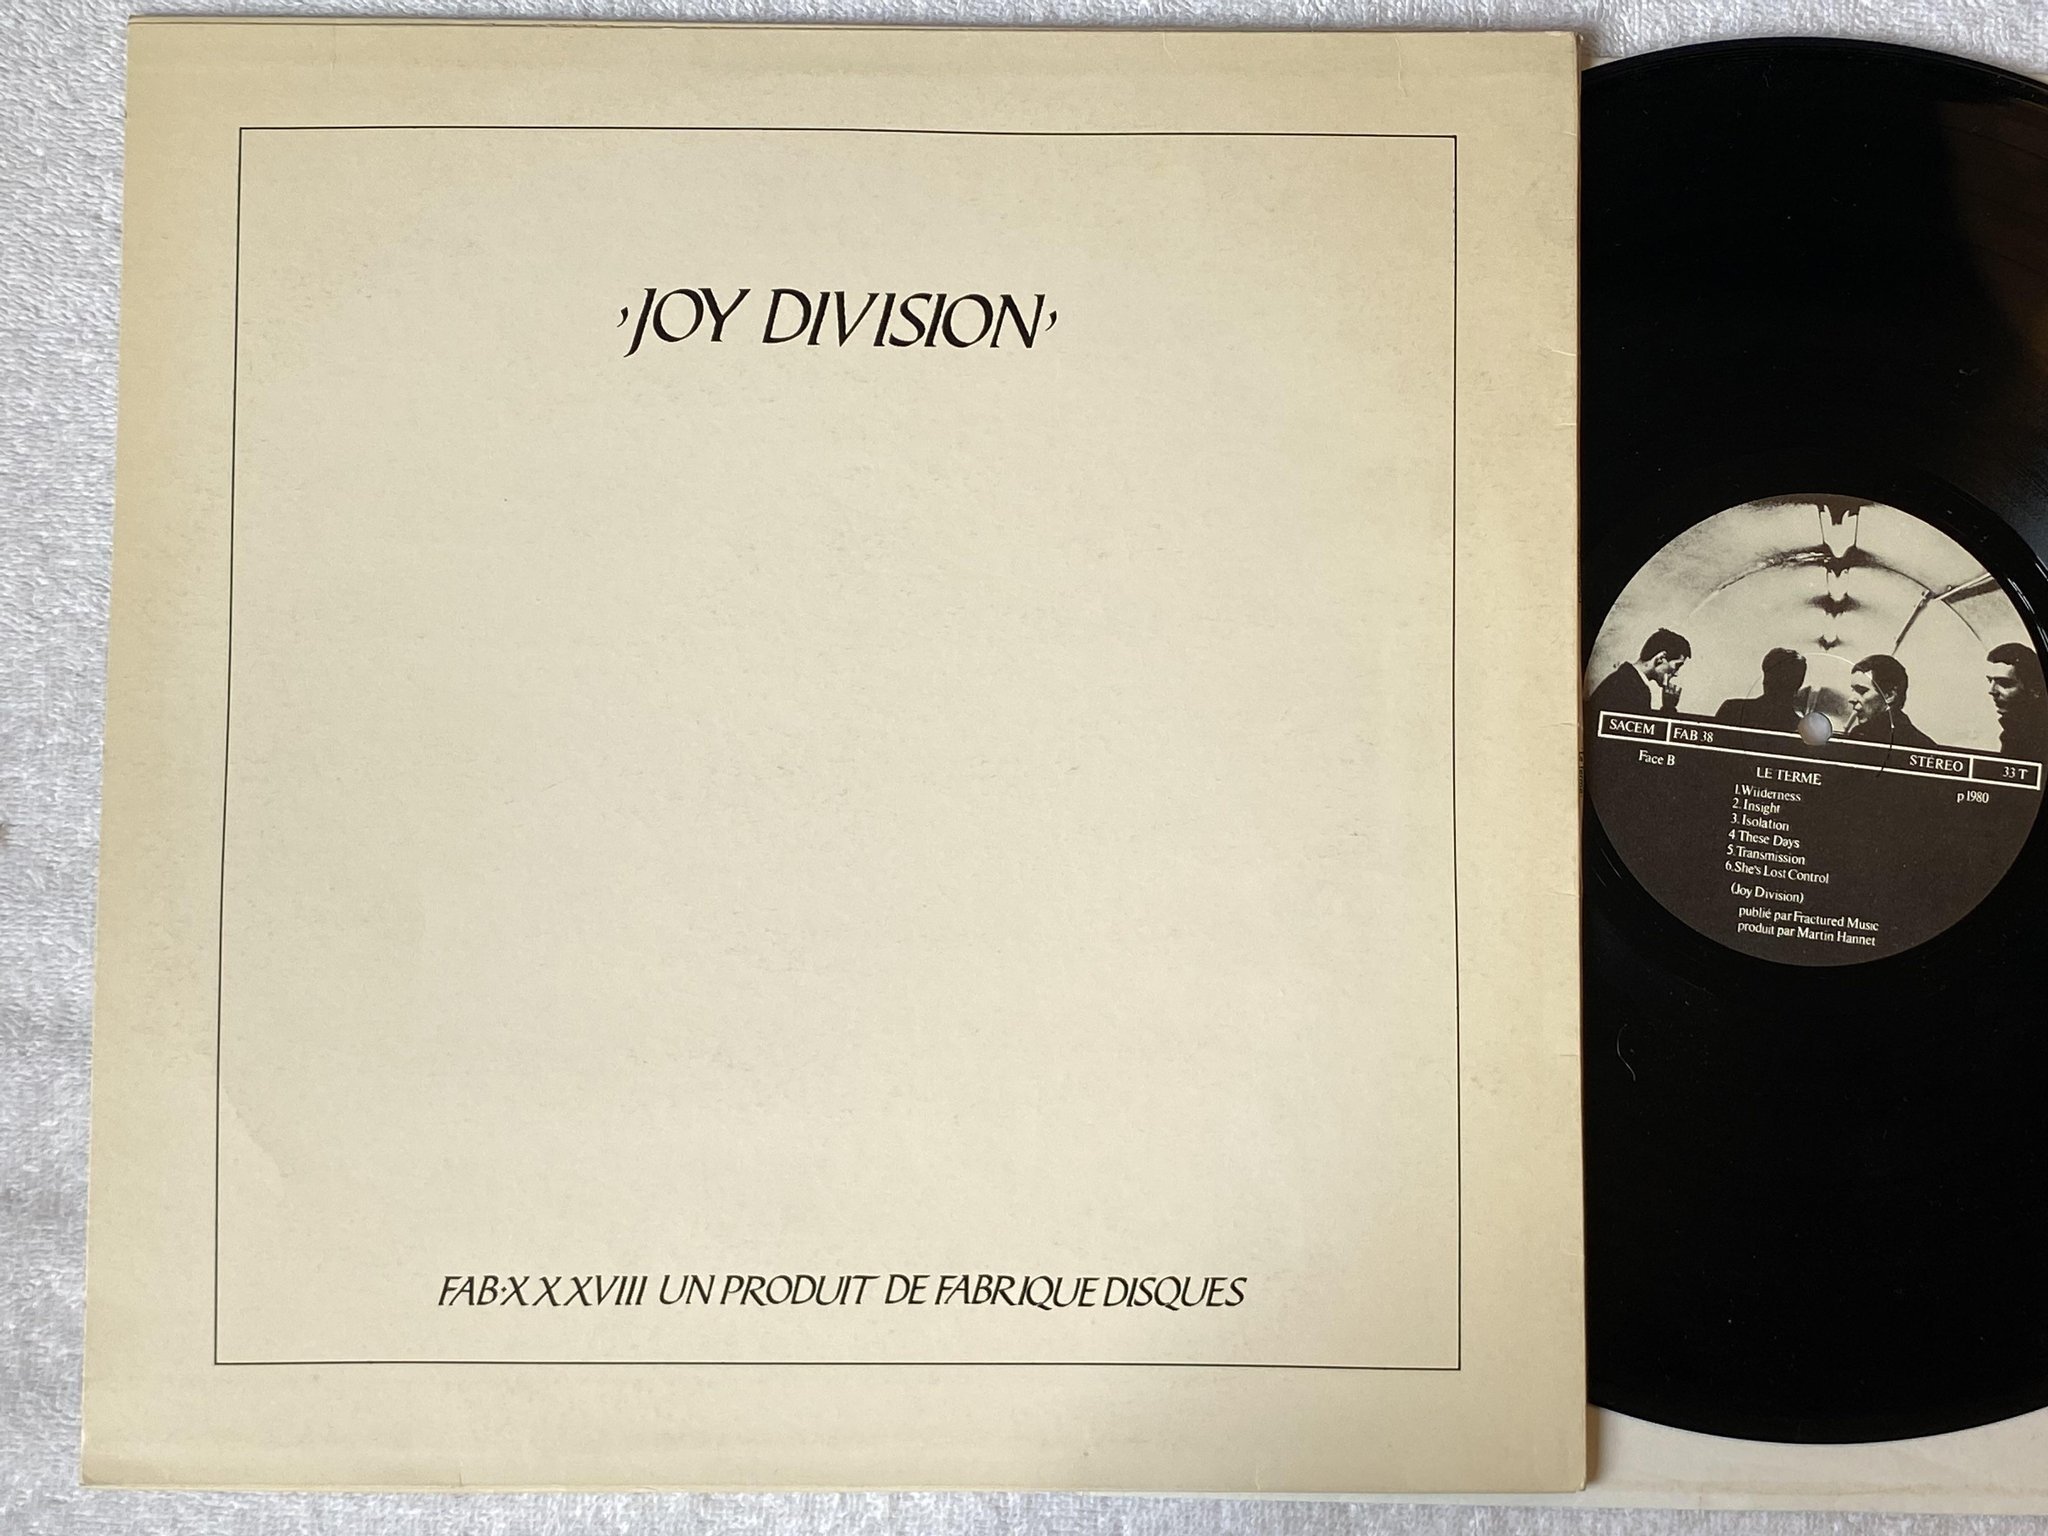 ‚JOY DIVISION’
FAB·XXXVIII UN PRODUIT DE FABRIQUE DISQUES
SACEM FAB 38 STÉREO 33 T
Face B
LE TERME
p 1980
1.Wilderness
2. Insight
3. Isolation
4 These Days
5. Transmission
6.She's Lost Control
(Joy Division)
publié par Fractured Music
produit par Martin Hannet